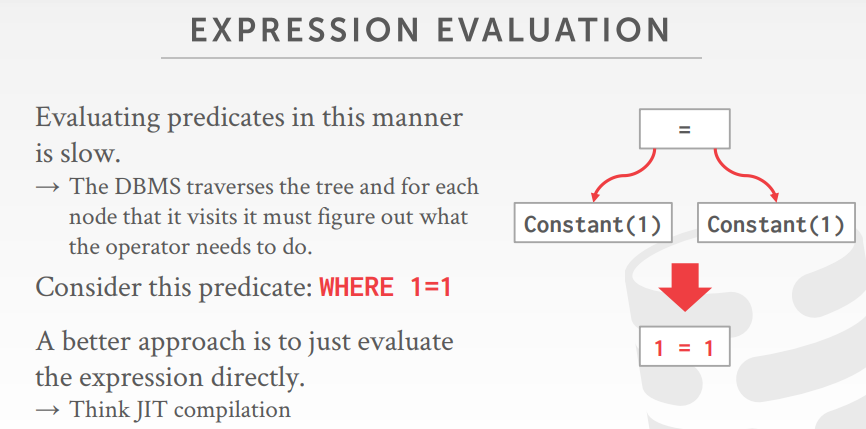 EXPRESSION EVALUATION
Evaluating predicates in this manner
is slow.
→ The DBMS traverses the tree and for each
node that it visits it must figure out what
the operator needs to do.
Consider this predicate: WHERE 1=1
A better approach is to just evaluate
the expression directly.
→ Think JIT compilation
=
Constant(1)
Constant(1)
1 = 1